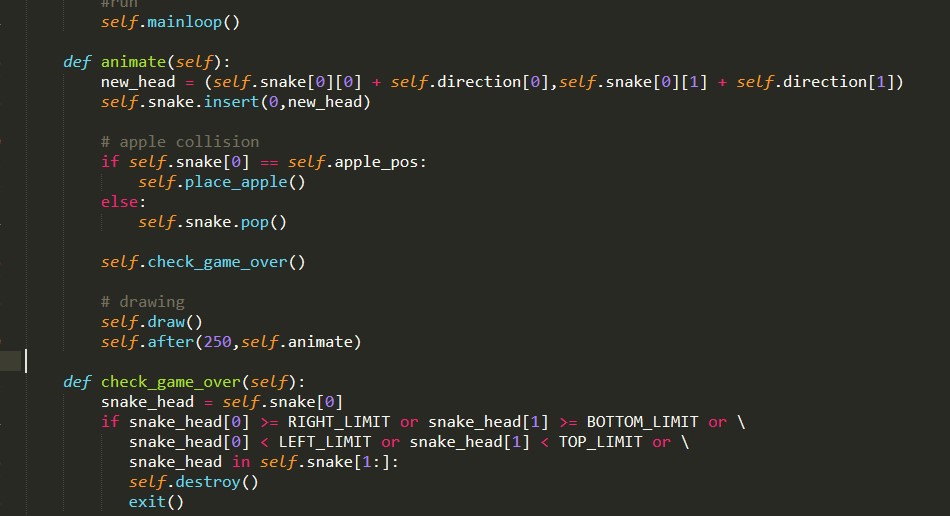 #run
self.mainloop()
def animate(self):
new_head = (self.snake[0][0] + self.direction[0],self.snake[0][1] + self.direction[1])
self.snake.insert(0,new_head)
# apple collision
if self.snake[0] == self.apple_pos:
self.place_apple()
else:
self.snake.pop()
self.check_game_over()
# drawing
self.draw()
self.after(250,self.animate)
def check_game_over(self):
snake_head = self.snake[0]
if snake_head[0] >= RIGHT_LIMIT or snake_head[1] >= BOTTOM_LIMIT or \
snake_head[0] < LEFT_LIMIT or snake_head[1] < TOP_LIMIT or \
snake_head in self.snake[1:]:
self.destroy()
exit()